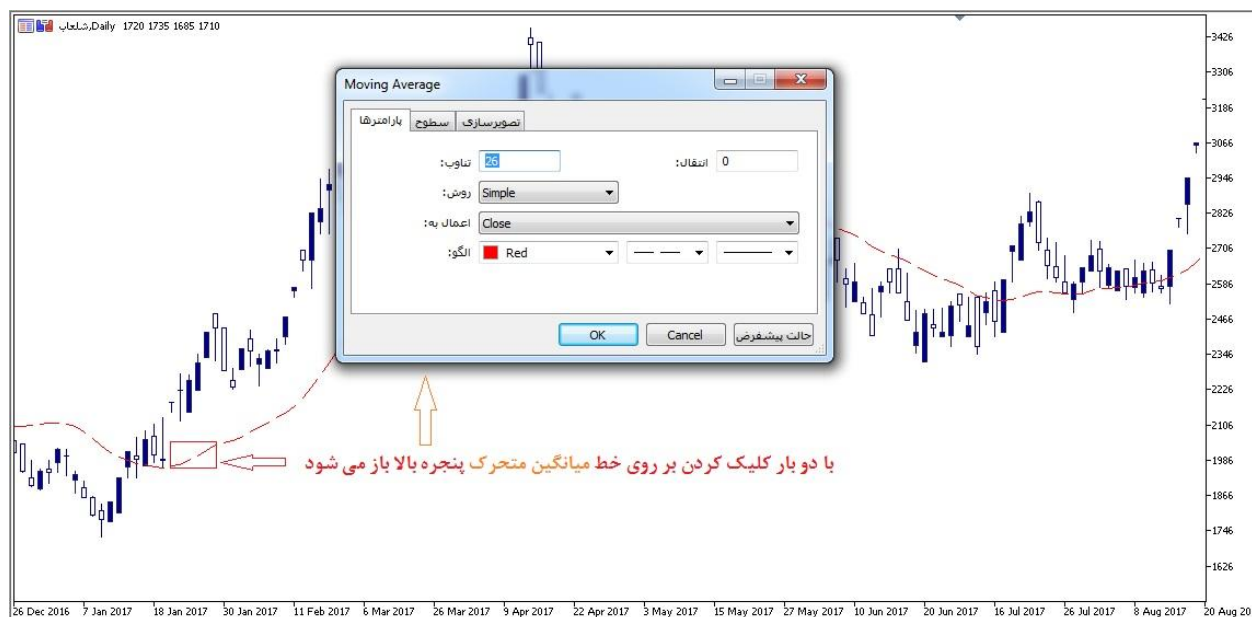 شلعاب,Daily 1720 1735 1685 1710
Moving Average
پارامترها سطوح تصویرسازی
تناوب: 26 انتقال: 0
روش: Simple
اعمال به: Close
الگو: Red
OK Cancel حالت پیشفرض
با دو بار کلیک کردن بر روی خط میانگین متحرک پنجره بالا باز می شود
3426
3306
3186
3066
2946
2826
2706
2586
2466
2346
2226
2106
1986
1866
1746
1626
26 Dec 2016 7 Jan 2017 18 Jan 2017 30 Jan 2017 11 Feb 2017 6 Mar 2017 26 Mar 2017 9 Apr 2017 22 Apr 2017 3 May 2017 15 May 2017 27 May 2017 10 Jun 2017 20 Jun 2017 16 Jul 2017 26 Jul 2017 8 Aug 2017 20 Aug 20